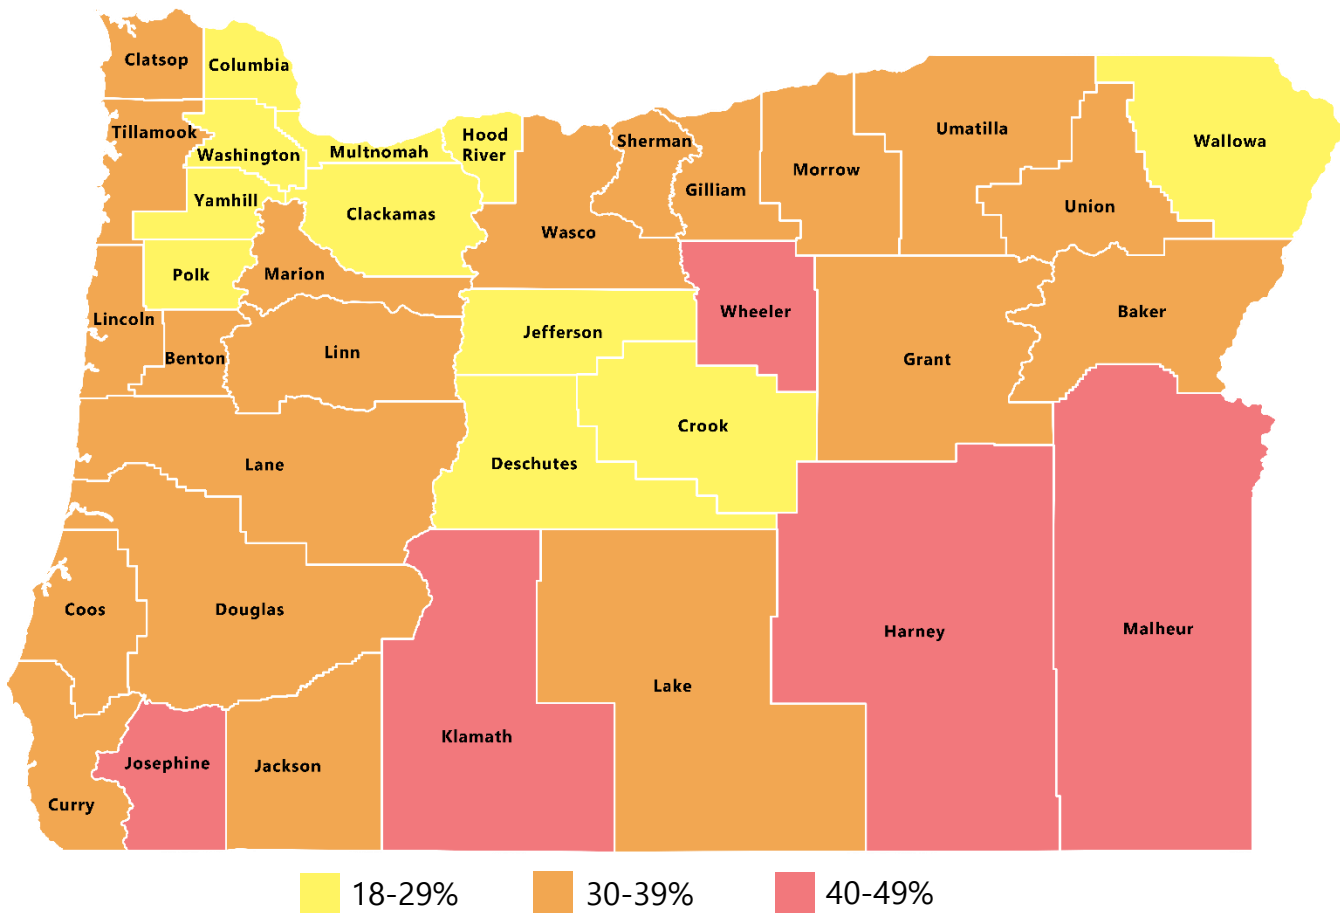 Clatsop
Columbia
Tillamook
Washington
Multnomah
Hood
River
Sherman
Umatilla
Wallowa
Yamhill
Clackamas
Gilliam
Morrow
Union
Wasco
Polk
Marion
Lincoln
Benton
Linn
Jefferson
Wheeler
Grant
Baker
Lane
Deschutes
Crook
Coos
Douglas
Harney
Malheur
Lake
Klamath
Josephine
Jackson
Curry
18-29%
30-39%
40-49%